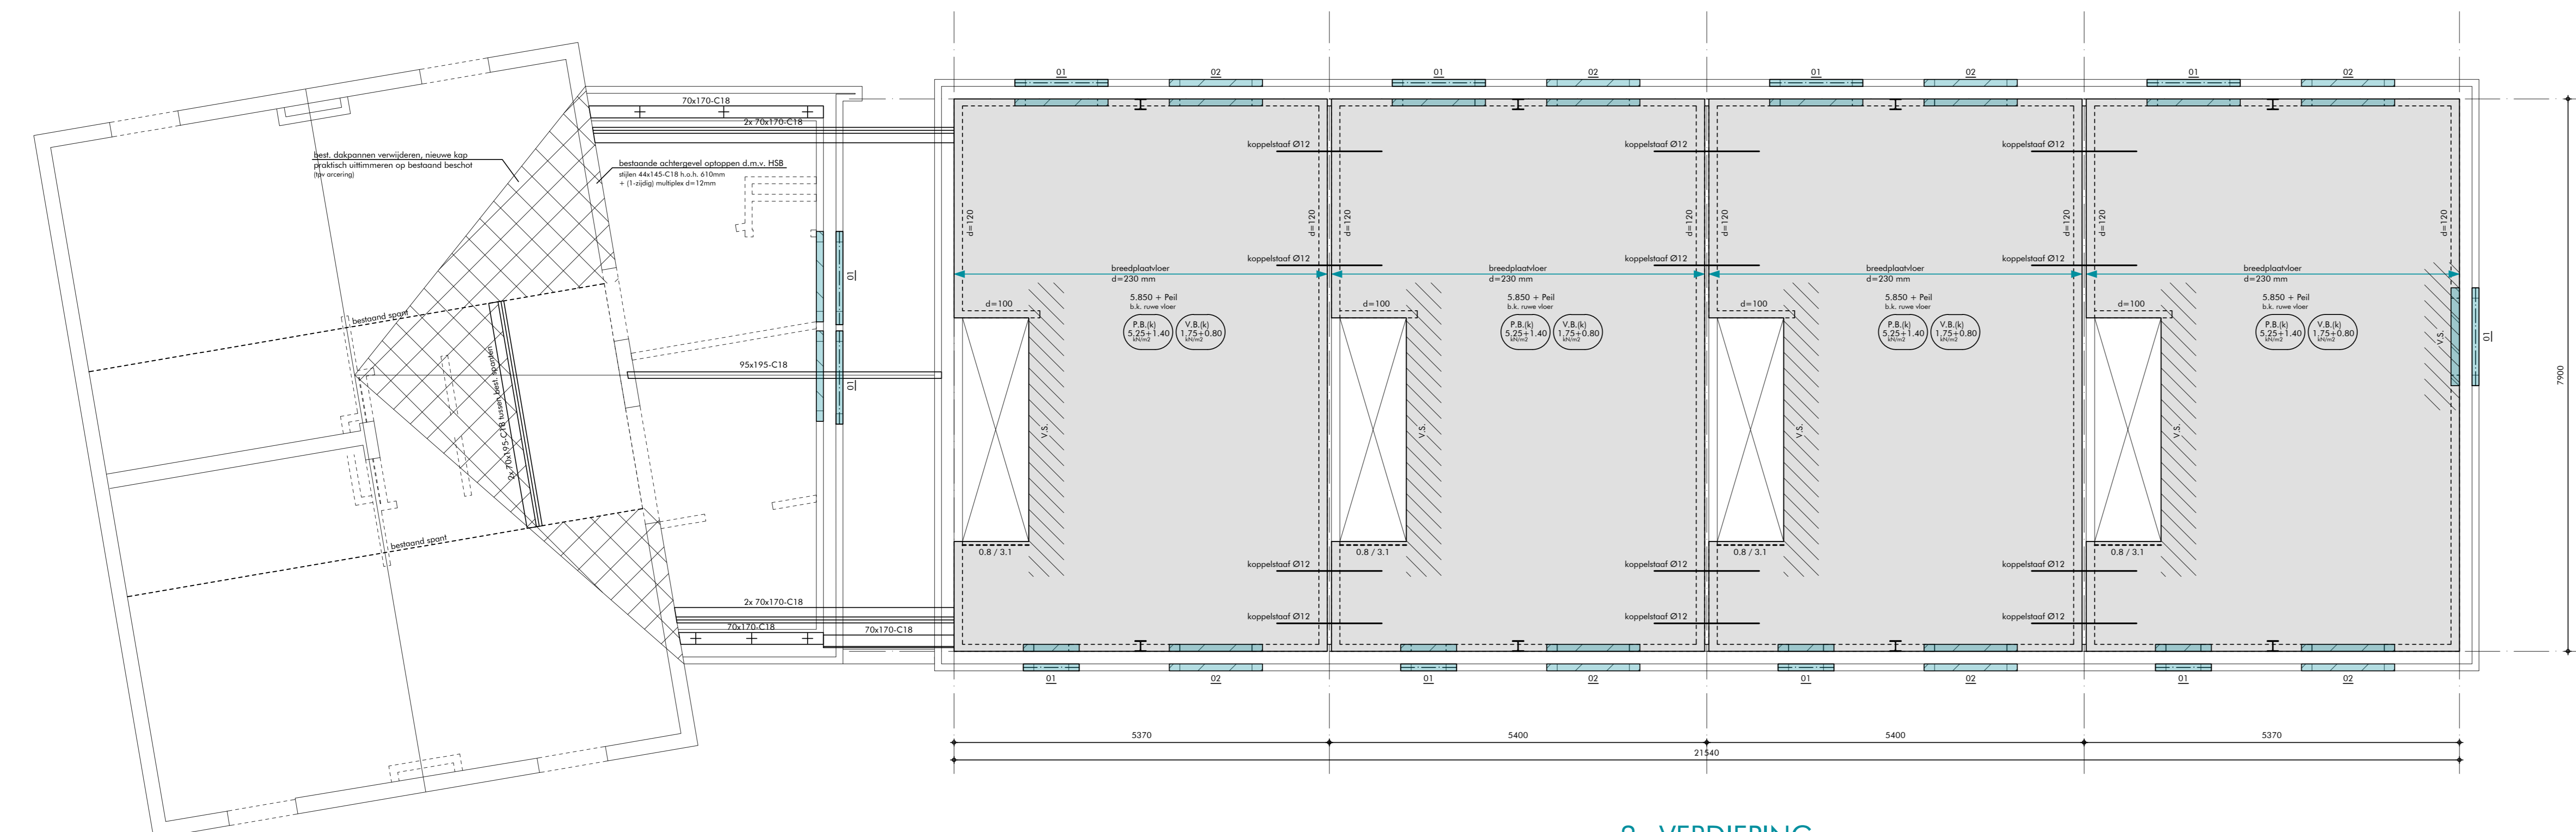 01
02
01
02
01
02
01
02
70x170-C18
2x 70x170-C18
best. dakpannen verwijderen, nieuwe kap
praktisch uittimmeren op bestaand beschot
(tpv arcering)
bestaande achtergevel optoppen d.m.v. HSB
stijlen 44x145-C18 h.o.h. 610mm
+ (1-zijdig) multiplex d=12mm
koppelstaaf Ø12
koppelstaaf Ø12
koppelstaaf Ø12
d=120
d=120
d=120
d=120
d=120
d=120
d=120
d=120
koppelstaaf Ø12
koppelstaaf Ø12
koppelstaaf Ø12
01
breedplaatvloer
d=230 mm
breedplaatvloer
d=230 mm
breedplaatvloer
d=230 mm
breedplaatvloer
d=230 mm
d=100
5.850 + Peil
b.k. ruwe vloer
d=100
5.850 + Peil
b.k. ruwe vloer
d=100
5.850 + Peil
b.k. ruwe vloer
d=100
5.850 + Peil
b.k. ruwe vloer
bestaand spant
P.B.(k)
5,25+1.40
kN/m2
V.B.(k)
1,75+0.80
kN/m2
P.B.(k)
5,25+1.40
kN/m2
V.B.(k)
1,75+0.80
kN/m2
P.B.(k)
5,25+1.40
kN/m2
V.B.(k)
1,75+0.80
kN/m2
P.B.(k)
5,25+1.40
kN/m2
V.B.(k)
1,75+0.80
kN/m2
V.S.
01
7900
2x 70x195-C18 tussen best. spanten
95x195-C18
01
V.S.
V.S.
V.S.
V.S.
bestaand spant
0.8 / 3.1
0.8 / 3.1
0.8 / 3.1
0.8 / 3.1
koppelstaaf Ø12
koppelstaaf Ø12
koppelstaaf Ø12
2x 70x170-C18
70x170-C18
70x170-C18
koppelstaaf Ø12
koppelstaaf Ø12
koppelstaaf Ø12
01
02
01
02
01
02
01
02
5370
5400
5400
5370
21540